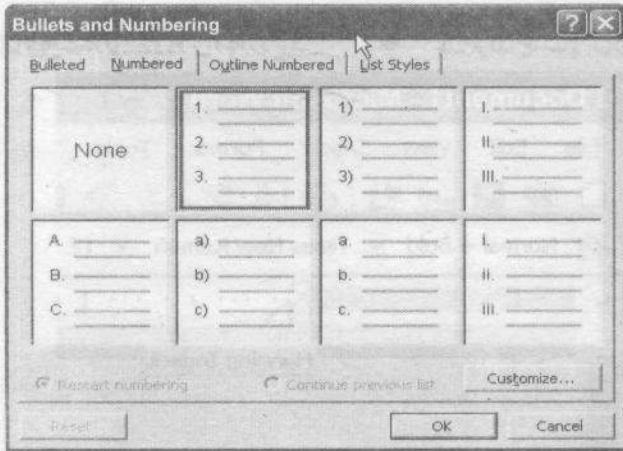 Bullets and Numbering
Bulleted Numbered Outline Numbered List Styles
None
1.
2.
3.
1)
2)
3)
I.
II.
III.
A.
B.
C.
a)
b)
c)
a.
b.
c.
i.
ii.
iii.
Restart numbering Continue previous list Customize...
Reset OK Cancel